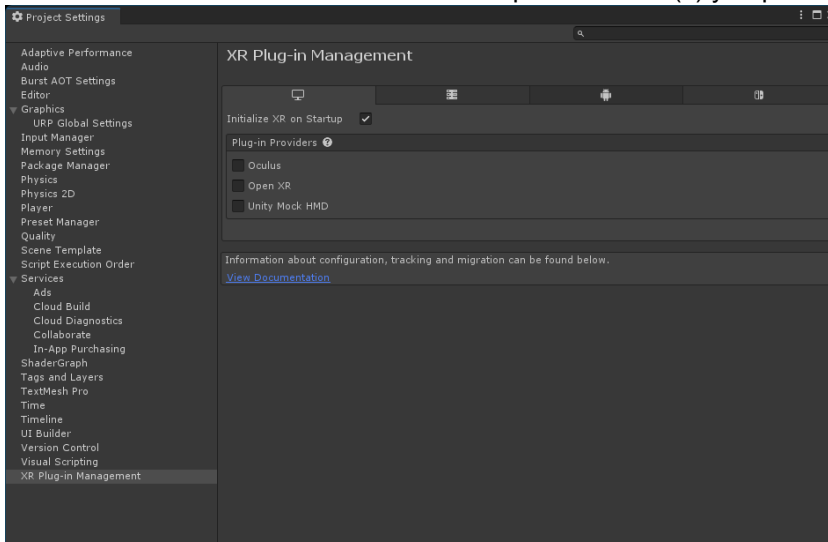 Project Settings
XR Plug-in Management
Adaptive Performance
Audio
Burst AOT Settings
Editor
Graphics
URP Global Settings
Input Manager
Memory Settings
Package Manager
Physics
Physics 2D
Player
Preset Manager
Quality
Scene Template
Script Execution Order
Services
Ads
Cloud Build
Cloud Diagnostics
Collaborate
In-App Purchasing
ShaderGraph
Tags and Layers
TextMesh Pro
Time
Timeline
UI Builder
Version Control
Visual Scripting
XR Plug-in Management
Initialize XR on Startup
Plug-in Providers
Oculus
Open XR
Unity Mock HMD
Information about configuration, tracking and migration can be found below.
View Documentation